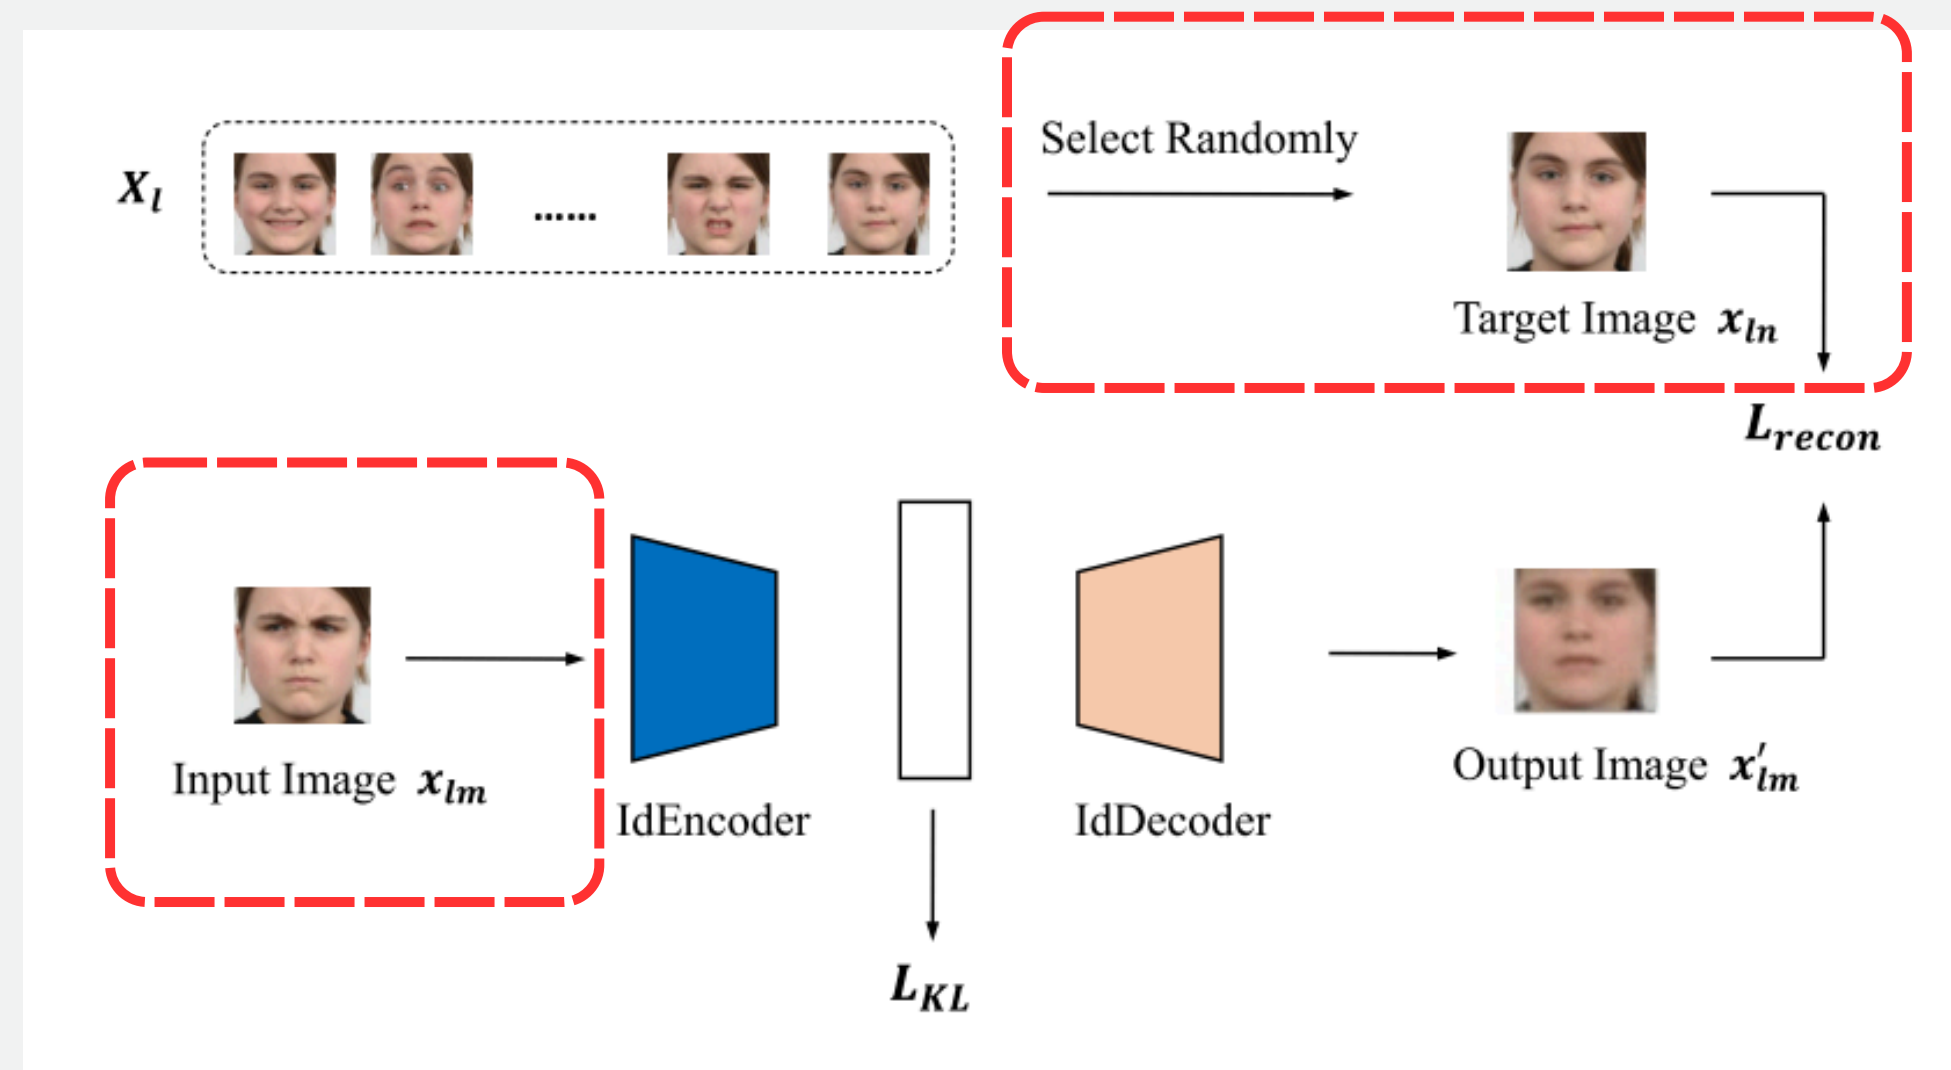 Select Randomly
X_l
......
Target Image x_ln
L_recon
Input Image x_lm
IdEncoder
IdDecoder
Output Image x'_lm
L_KL